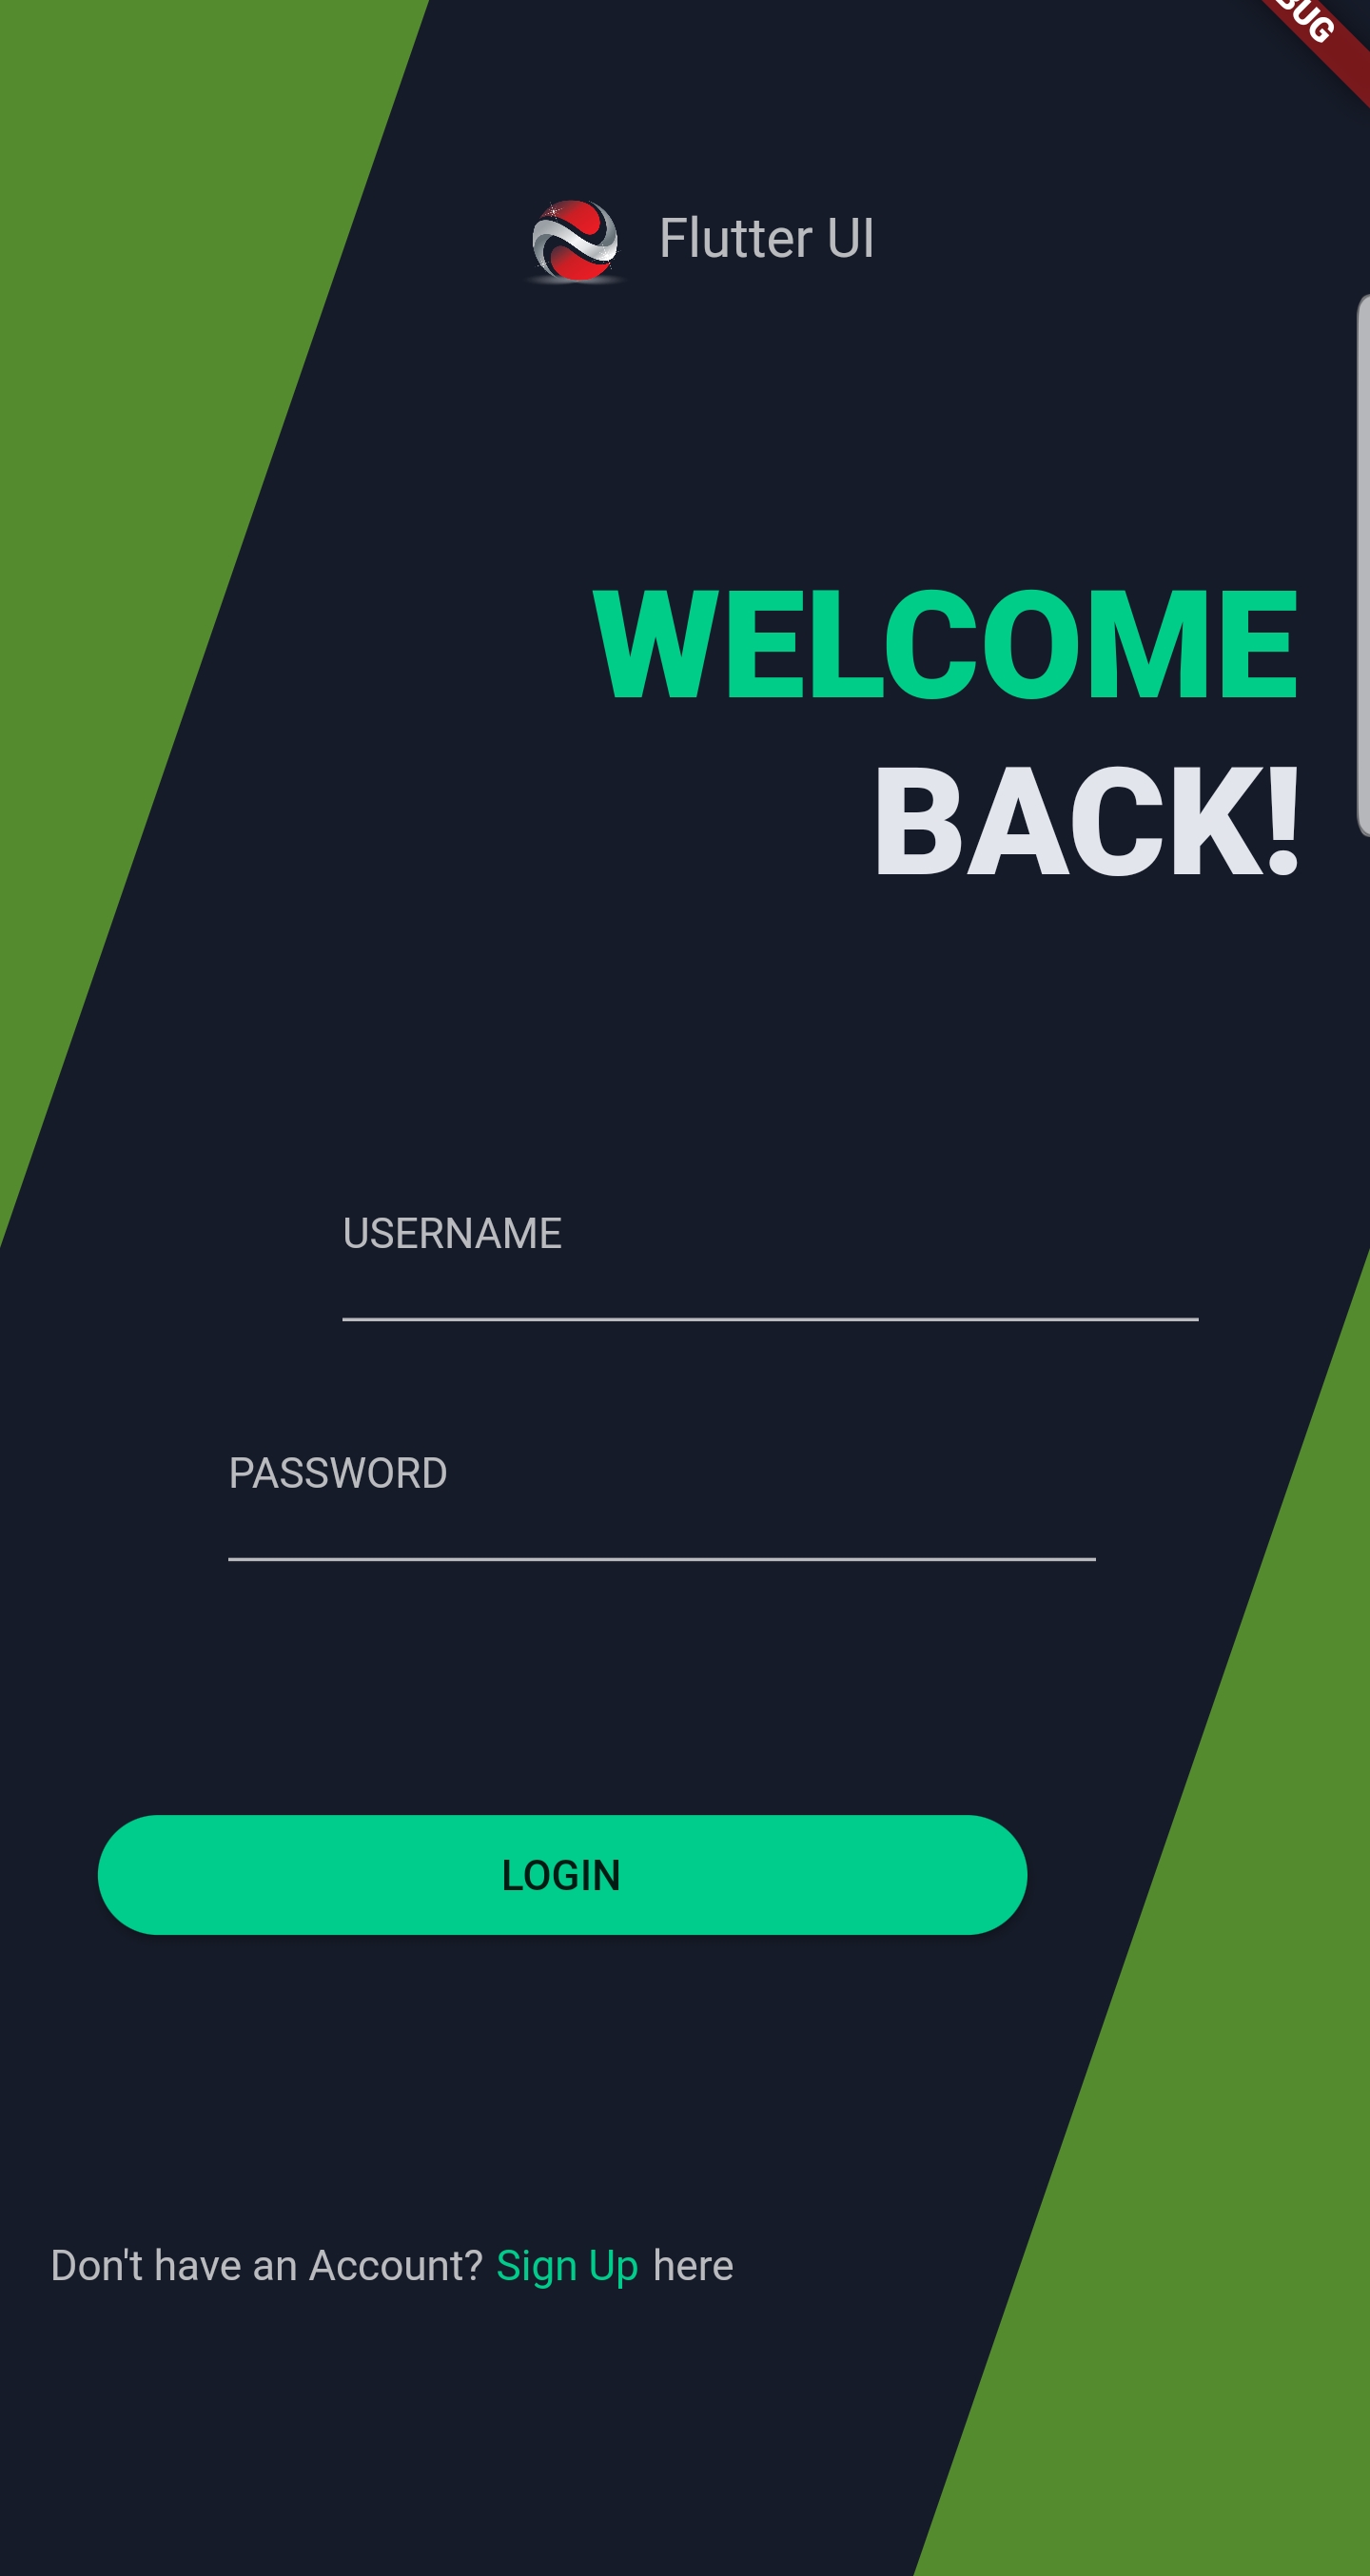 BUG
Flutter UI
WELCOME
BACK!
USERNAME
PASSWORD
LOGIN
Don't have an Account? Sign Up here